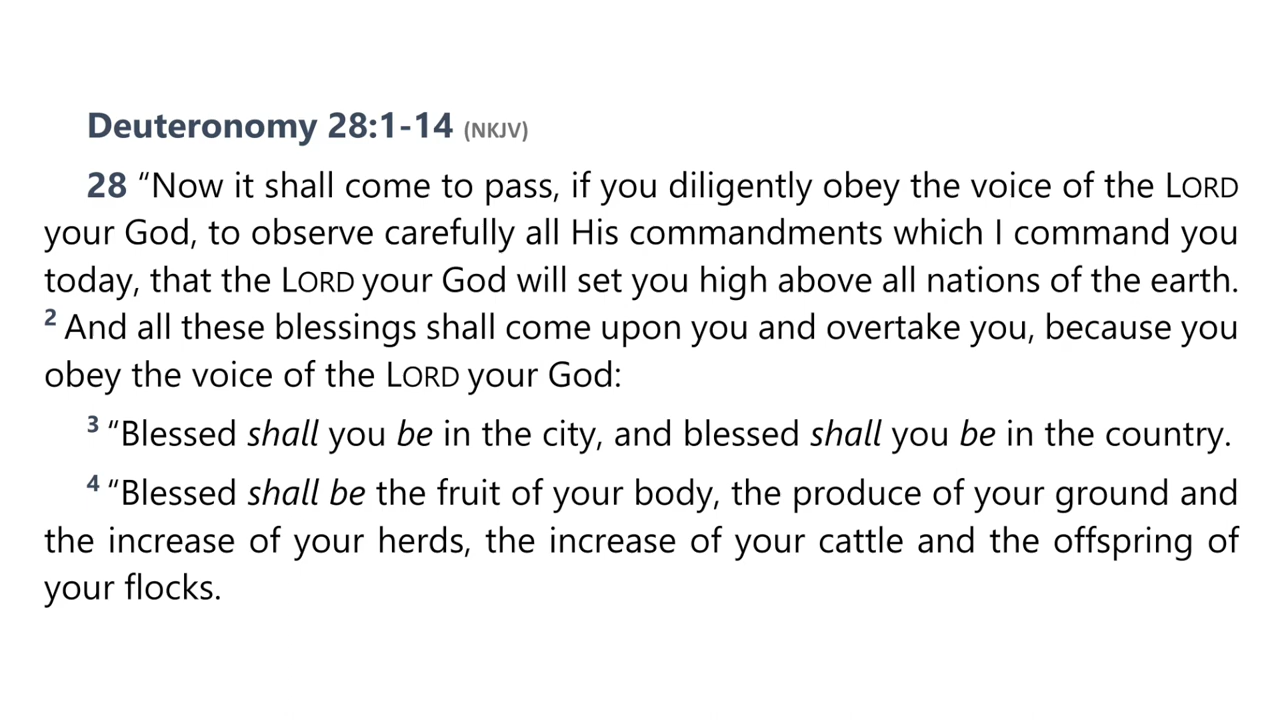 Deuteronomy 28:1-14 (NKJV)
28 “Now it shall come to pass, if you diligently obey the voice of the LORD
your God, to observe carefully all His commandments which I command you
today, that the LORD your God will set you high above all nations of the earth.
2 And all these blessings shall come upon you and overtake you, because you
obey the voice of the LORD your God:
3 “Blessed shall you be in the city, and blessed shall you be in the country.
4 “Blessed shall be the fruit of your body, the produce of your ground and
the increase of your herds, the increase of your cattle and the offspring of
your flocks.